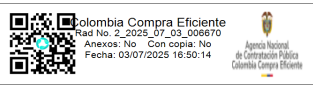 Colombia Compra Eficiente
Rad No. 2_2025_07_03_006670
Anexos: No Con copia: No
Fecha: 03/07/2025 16:50:14
Agencia Nacional
de Contratación Pública
Colombia Compra Eficiente